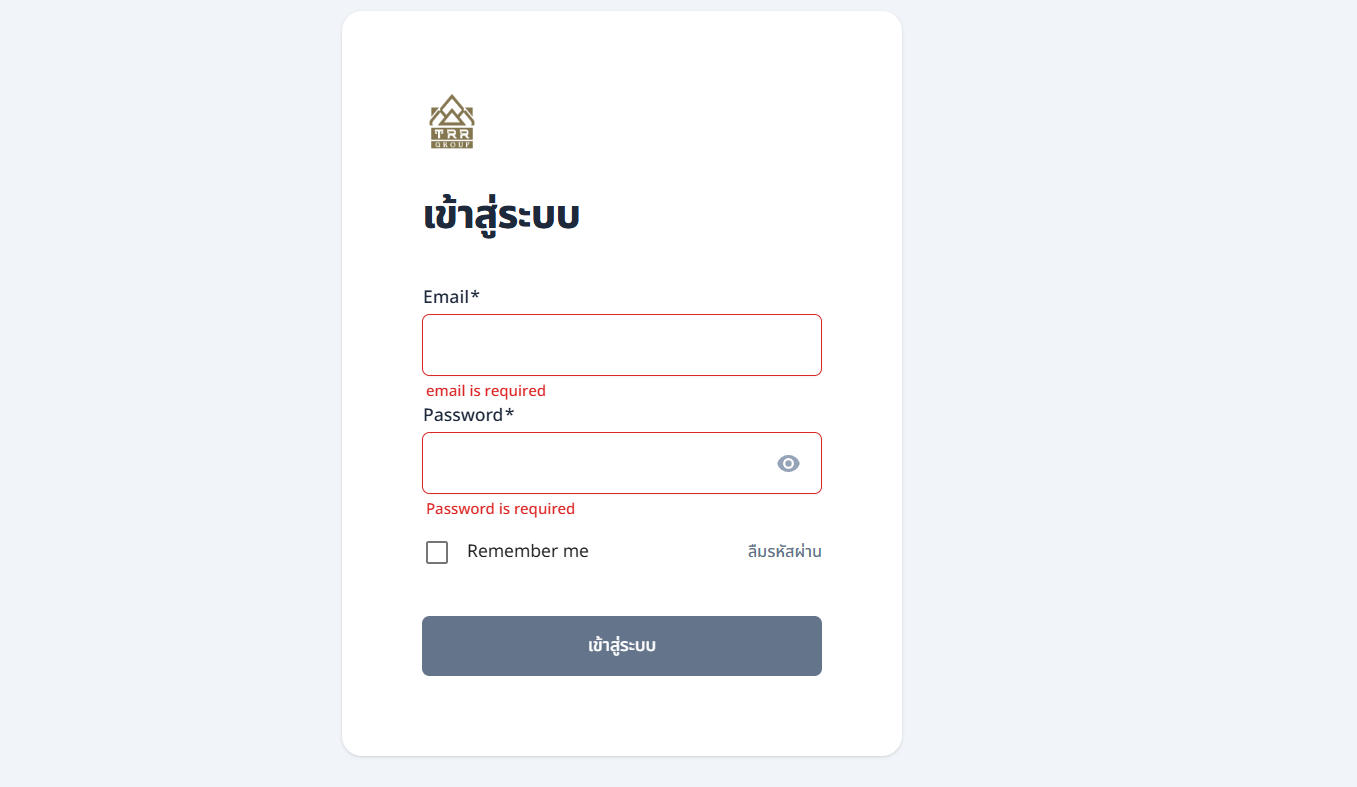 TRR
GROUP
เข้าสู่ระบบ
Email*
email is required
Password*
Password is required
Remember me
ลืมรหัสผ่าน
เข้าสู่ระบบ